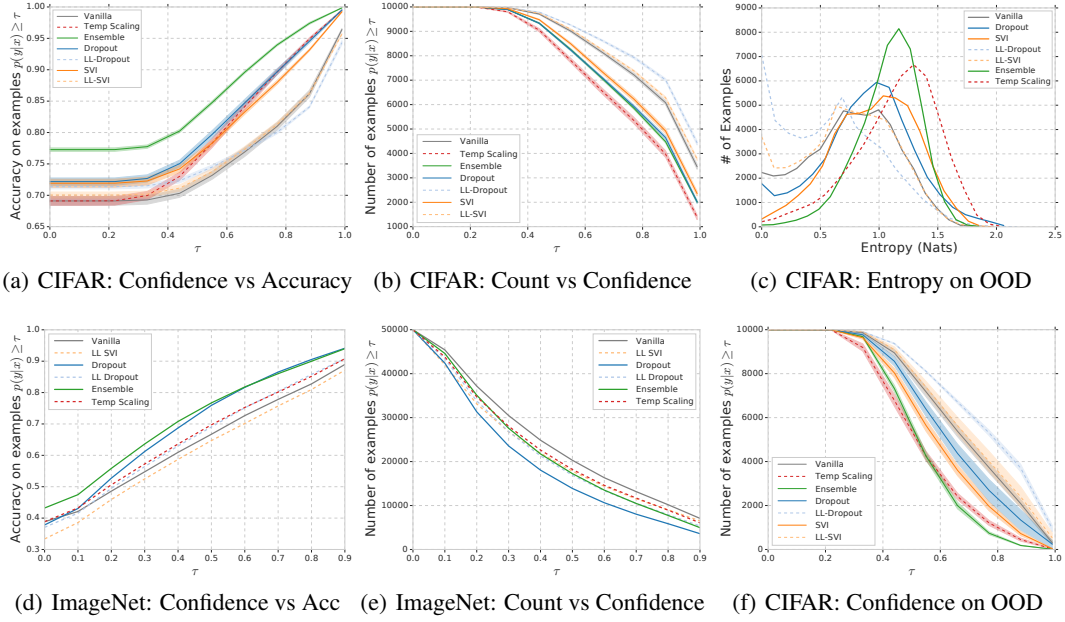 Accuracy on examples p(y|x) ≥ τ
1.00
0.95
0.90
0.85
0.80
0.75
0.70
0.65
0.0 0.2 0.4 0.6 0.8 1.0
τ
Vanilla
Temp Scaling
Ensemble
Dropout
LL-Dropout
SVI
LL-SVI
(a) CIFAR: Confidence vs Accuracy
Number of examples p(y|x) ≥ τ
10000
9000
8000
7000
6000
5000
4000
3000
2000
1000
0.0 0.2 0.4 0.6 0.8 1.0
τ
Vanilla
Temp Scaling
Ensemble
Dropout
LL-Dropout
SVI
LL-SVI
(b) CIFAR: Count vs Confidence
# of Examples
9000
8000
7000
6000
5000
4000
3000
2000
1000
0
0.0 0.5 1.0 1.5 2.0 2.5
Entropy (Nats)
Vanilla
Dropout
SVI
LL-Dropout
LL-SVI
Ensemble
Temp Scaling
(c) CIFAR: Entropy on OOD
Accuracy on examples p(y|x) ≥ τ
1.0
0.9
0.8
0.7
0.6
0.5
0.4
0.3
0.0 0.1 0.2 0.3 0.4 0.5 0.6 0.7 0.8 0.9
τ
Vanilla
LL SVI
Dropout
LL Dropout
Ensemble
Temp Scaling
(d) ImageNet: Confidence vs Acc
Number of examples p(y|x) ≥ τ
50000
40000
30000
20000
10000
0
0.0 0.1 0.2 0.3 0.4 0.5 0.6 0.7 0.8 0.9
τ
Vanilla
LL SVI
Dropout
LL Dropout
Ensemble
Temp Scaling
(e) ImageNet: Count vs Confidence
Number of examples p(y|x) ≥ τ
10000
8000
6000
4000
2000
0
0.0 0.2 0.4 0.6 0.8 1.0
τ
Vanilla
Temp Scaling
Ensemble
Dropout
LL-Dropout
SVI
LL-SVI
(f) CIFAR: Confidence on OOD